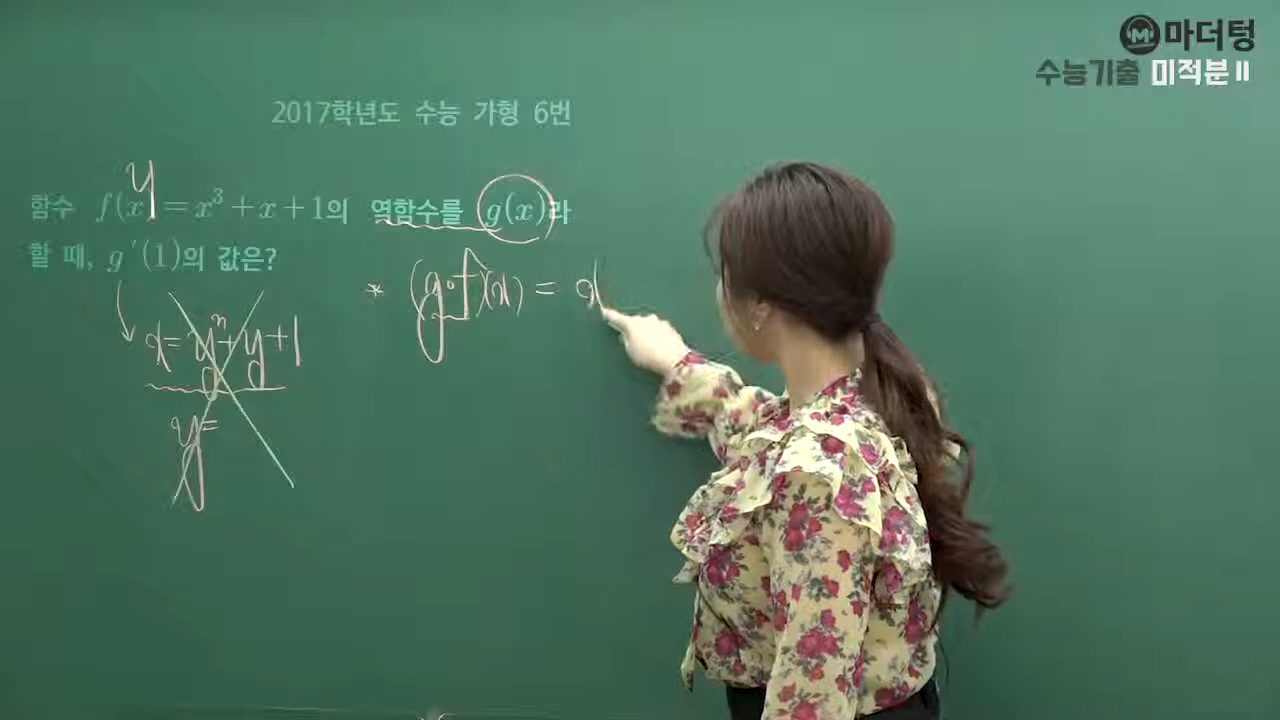 마더텅
수능기출 미적분 II
2017학년도 수능 가형 6번
함수 f(x) = x³ + x + 1의 역함수를 g(x)라
y
할 때, g′(1)의 값은?
* (g∘f)(x) = x
x = y³ + y + 1
y =